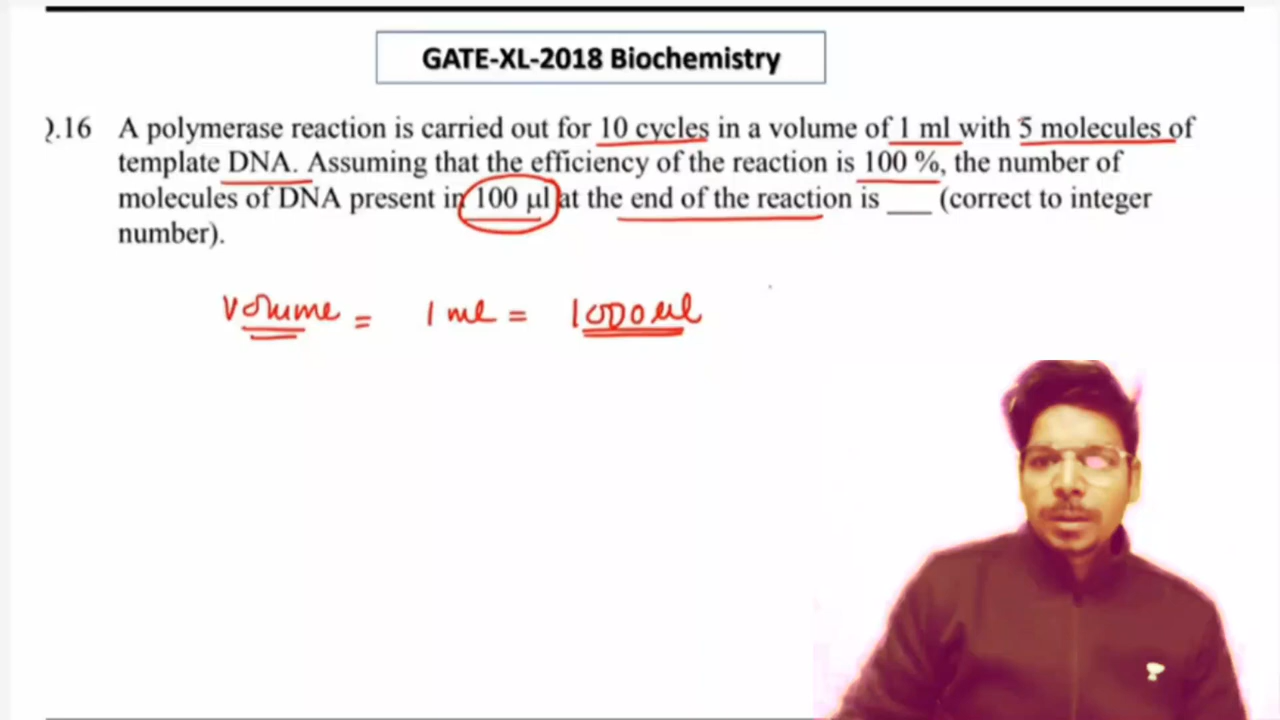 GATE-XL-2018 Biochemistry
Q.16 A polymerase reaction is carried out for 10 cycles in a volume of 1 ml with 5 molecules of
template DNA. Assuming that the efficiency of the reaction is 100 %, the number of
molecules of DNA present in 100 µl at the end of the reaction is ___ (correct to integer
number).
Volume = 1 ml = 1000 µl